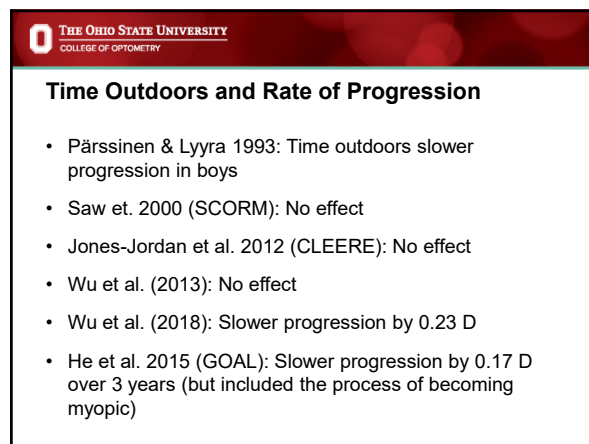 THE OHIO STATE UNIVERSITY
COLLEGE OF OPTOMETRY
Time Outdoors and Rate of Progression
• Pärssinen & Lyyra 1993: Time outdoors slower
progression in boys
• Saw et. 2000 (SCORM): No effect
• Jones-Jordan et al. 2012 (CLEERE): No effect
• Wu et al. (2013): No effect
• Wu et al. (2018): Slower progression by 0.23 D
• He et al. 2015 (GOAL): Slower progression by 0.17 D
over 3 years (but included the process of becoming
myopic)